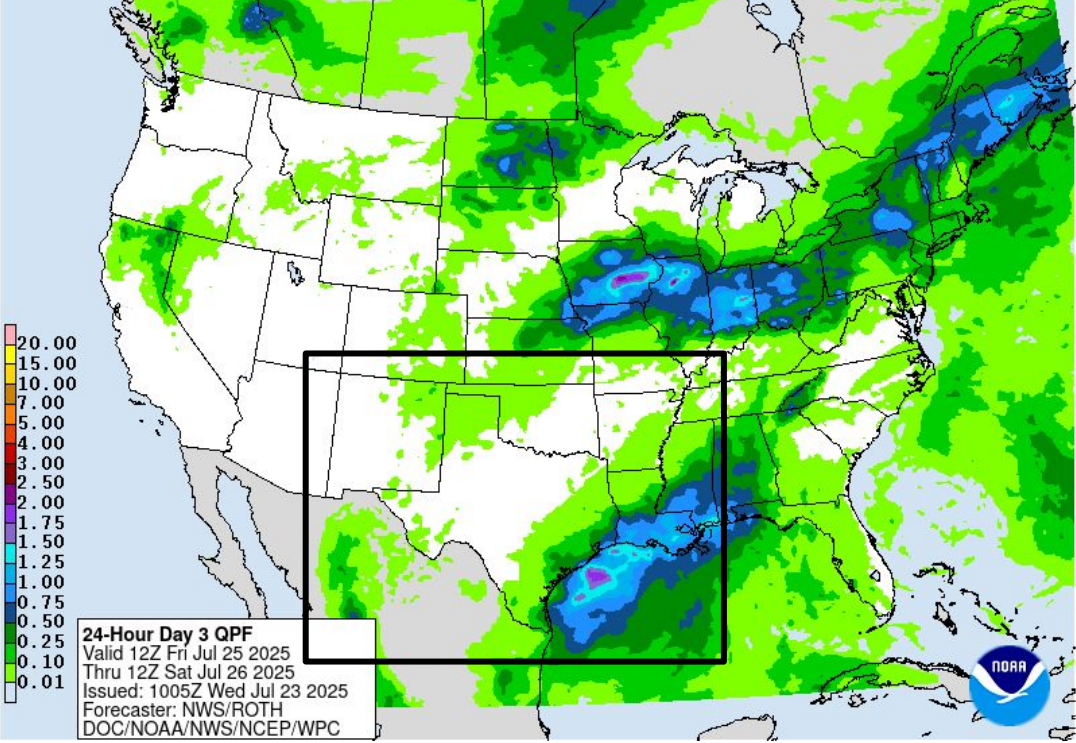 20.00
15.00
10.00
7.00
5.00
4.00
3.00
2.50
2.00
1.75
1.50
1.25
1.00
0.75
0.50
0.25
0.10
0.01
24-Hour Day 3 QPF
Valid 12Z Fri Jul 25 2025
Thru 12Z Sat Jul 26 2025
Issued: 1005Z Wed Jul 23 2025
Forecaster: NWS/ROTH
DOC/NOAA/NWS/NCEP/WPC
NOAA